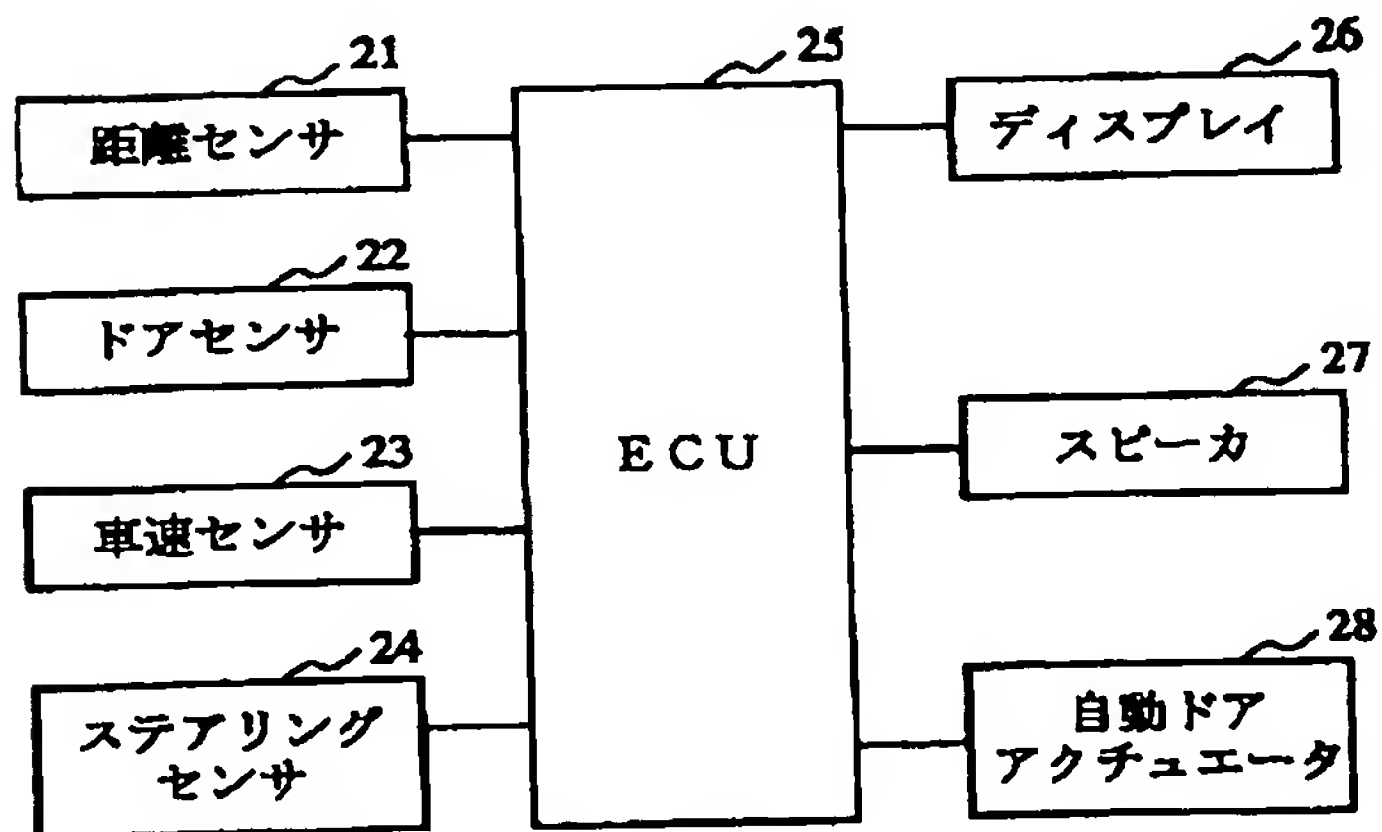 21
距離センサ
22
ドアセンサ
23
車速センサ
24
ステアリング
センサ
25
ECU
26
ディスプレイ
27
スピーカ
28
自動ドア
アクチュエータ